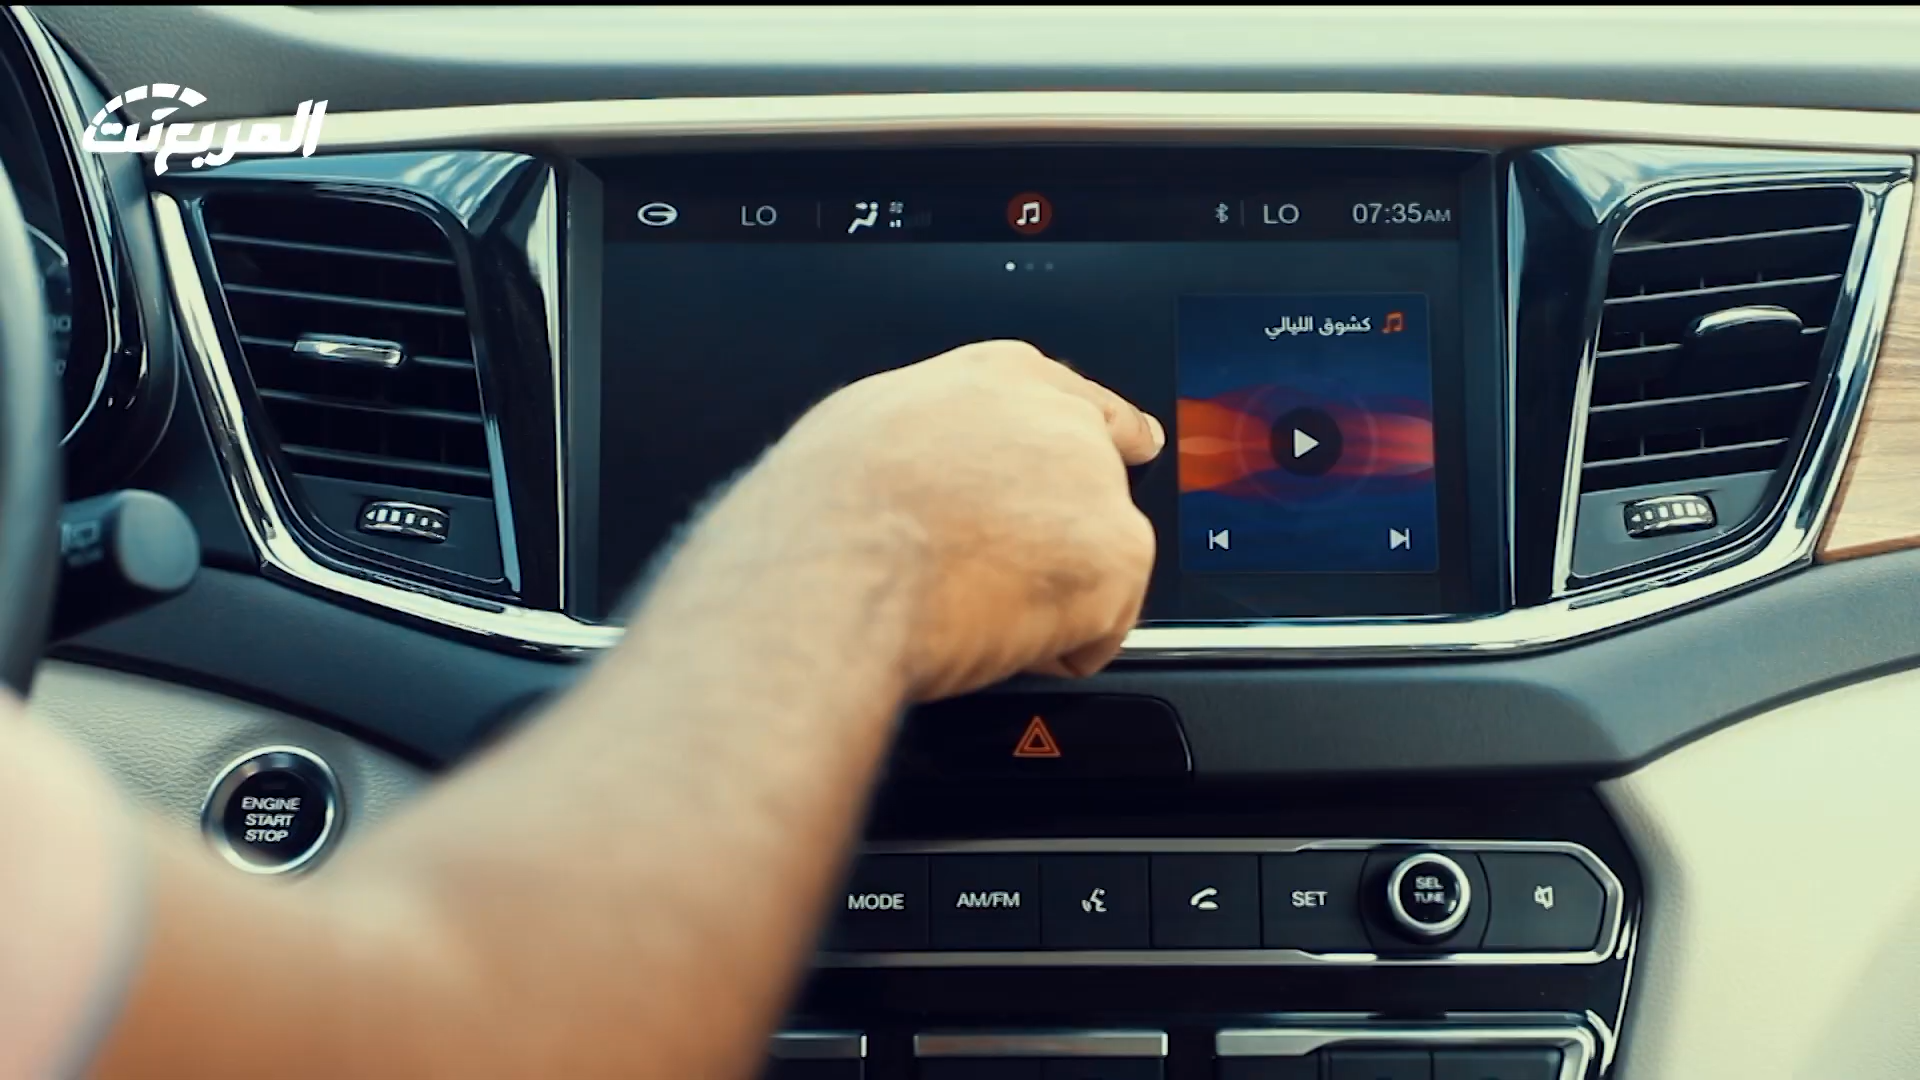 المربع نت
LO
LO
07:35AM
كشوق الليالي
ENGINE
START
STOP
MODE
AM/FM
SET
SEL
TUNE